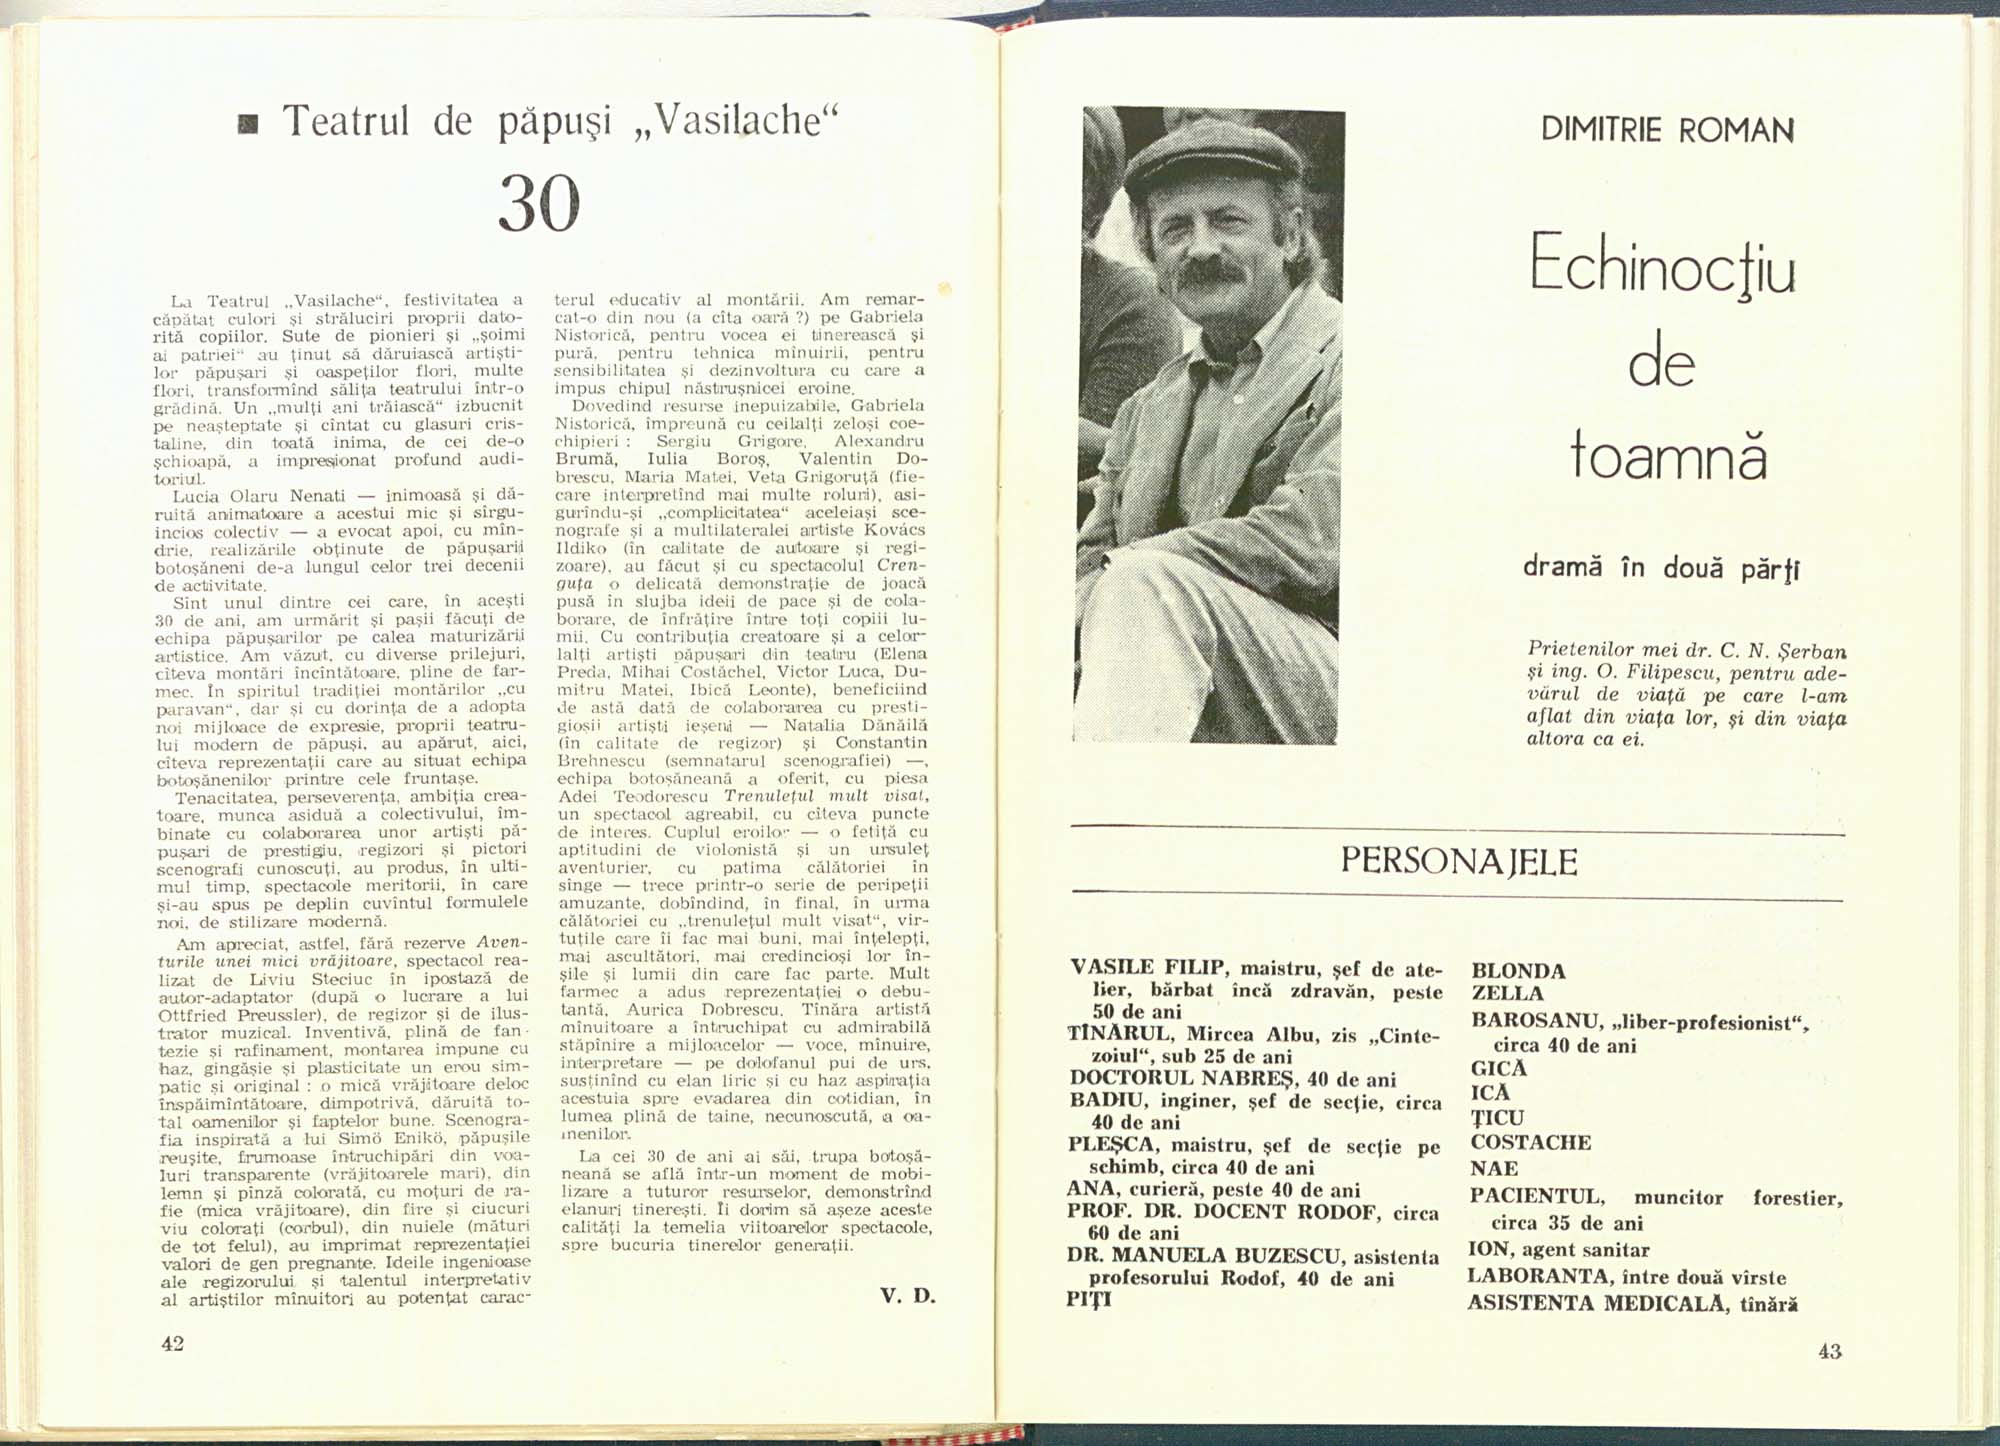 ■ Teatrul de păpuşi „Vasilache“
30
La Teatrul „Vasilache“, festivitatea a
căpătat culori şi străluciri proprii dato-
rită copiilor. Sute de pionieri şi „şoimi
ai patriei“ au ţinut să dăruiască artişti-
lor păpuşari şi oaspeţilor flori, multe
flori, transformînd săliţa teatrului într-o
grădină. Un „mulţi ani trăiască“ izbucnit
pe neaşteptate şi cîntat cu glasuri cris-
taline, din toată inima, de cei de-o
şchioapă, a impresionat profund audi-
toriul.
Lucia Olaru Nenati — inimoasă şi dă-
ruită animatoare a acestui mic şi sîrgu-
incios colectiv — a evocat apoi, cu mîn-
drie, realizările obţinute de păpuşarii
botoşăneni de-a lungul celor trei decenii
de activitate.
Sînt unul dintre cei care, în aceşti
30 de ani, am urmărit şi paşii făcuţi de
echipa păpuşarilor pe calea maturizării
artistice. Am văzut, cu diverse prilejuri,
cîteva montări încîntătoare, pline de far-
mec. În spiritul tradiţiei montărilor „cu
paravan“, dar şi cu dorinţa de a adopta
noi mijloace de expresie, proprii teatru-
lui modern de păpuşi, au apărut, aici,
cîteva reprezentaţii care au situat echipa
botoşănenilor printre cele fruntaşe.
Tenacitatea, perseverenţa, ambiţia crea-
toare, munca asiduă a colectivului, îm-
binate cu colaborarea unor artişti pă-
puşari de prestigiu, regizori şi pictori
scenografi cunoscuţi, au produs, în ulti-
mul timp, spectacole meritorii, în care
şi-au spus pe deplin cuvîntul formulele
noi, de stilizare modernă.
Am apreciat, astfel, fără rezerve Aven-
turile unei mici vrăjitoare, spectacol rea-
lizat de Liviu Steciuc în ipostază de
autor-adaptator (după o lucrare a lui
Ottfried Preussler), de regizor şi de ilus-
trator muzical. Inventivă, plină de fan-
tezie şi rafinament, montarea impune cu
haz, gingăşie şi plasticitate un erou sim-
patic şi original : o mică vrăjitoare deloc
înspăimîntătoare, dimpotrivă, dăruită to-
tal oamenilor şi faptelor bune. Scenogra-
fia inspirată a lui Simö Enikö, păpuşile
reuşite, frumoase întruchipări din voa-
luri transparente (vrăjitoarele mari), din
lemn şi pînză colorată, cu moţuri de ra-
fie (mica vrăjitoare), din fire şi ciucuri
viu coloraţi (corbul), din nuiele (mături
de tot felul), au imprimat reprezentaţiei
valori de gen pregnante. Ideile ingenioase
ale regizorului şi talentul interpretativ
al artiştilor mînuitori au potenţat carac-
terul educativ al montării. Am remar-
cat-o din nou (a cîta oară ?) pe Gabriela
Nistorică, pentru vocea ei tinerească şi
pură, pentru tehnica mînuirii, pentru
sensibilitatea şi dezinvoltura cu care a
impus chipul năstruşnicei eroine.
Dovedind resurse inepuizabile, Gabriela
Nistorică, împreună cu ceilalţi zeloşi coe-
chipieri : Sergiu Grigore, Alexandru
Brumă, Iulia Boroş, Valentin Do-
brescu, Maria Matei, Veta Grigoruţă (fie-
care interpretînd mai multe roluri), asi-
gurîndu-şi „complicitatea“ aceleiaşi sce-
nografe şi a multilateralei artiste Kovács
Ildiko (în calitate de autoare şi regi-
zoare), au făcut şi cu spectacolul Cren-
guţa o delicată demonstraţie de joacă
pusă în slujba ideii de pace şi de cola-
borare, de înfrăţire între toţi copiii lu-
mii. Cu contribuţia creatoare şi a celor-
lalţi artişti păpuşari din teatru (Elena
Preda, Mihai Costăchel, Victor Luca, Du-
mitru Matei, Ibică Leonte), beneficiind
de astă dată de colaborarea cu presti-
gioşii artişti ieşeni — Natalia Dănăilă
(în calitate de regizor) şi Constantin
Brehnescu (semnatarul scenografiei) —,
echipa botoşăneană a oferit, cu piesa
Adei Teodorescu Trenuleţul mult visat,
un spectacol agreabil, cu cîteva puncte
de interes. Cuplul eroilor — o fetiţă cu
aptitudini de violonistă şi un ursuleţ
aventurier, cu patima călătoriei în
sînge — trece printr-o serie de peripeţii
amuzante, dobîndind, în final, în urma
călătoriei cu „trenuleţul mult visat“, vir-
tuţile care îi fac mai buni, mai înţelepţi,
mai ascultători, mai credincioşi lor în-
şile şi lumii din care fac parte. Mult
farmec a adus reprezentaţiei o debu-
tantă, Aurica Dobrescu. Tînăra artistă
mînuitoare a întruchipat cu admirabilă
stăpînire a mijloacelor — voce, mînuire,
interpretare — pe dolofanul pui de urs,
susţinînd cu elan liric şi cu haz aspiraţia
acestuia spre evadarea din cotidian, în
lumea plină de taine, necunoscută, a oa-
menilor.
La cei 30 de ani ai săi, trupa botoşă-
neană se află într-un moment de mobi-
lizare a tuturor resurselor, demonstrînd
elanuri tinereşti. Îi dorim să aşeze aceste
calităţi la temelia viitoarelor spectacole,
spre bucuria tinerelor generaţii.
V. D.
42
DIMITRIE ROMAN
Echinocţiu
de
toamnă
dramă în două părţi
Prietenilor mei dr. C. N. Şerban
şi ing. O. Filipescu, pentru ade-
vărul de viaţă pe care l-am
aflat din viaţa lor, şi din viaţa
altora ca ei.
PERSONAJELE
VASILE FILIP, maistru, şef de ate-
lier, bărbat încă zdravăn, peste
50 de ani
TÎNĂRUL, Mircea Albu, zis „Cinte-
zoiul“, sub 25 de ani
DOCTORUL NABREŞ, 40 de ani
BADIU, inginer, şef de secţie, circa
40 de ani
PLEŞCA, maistru, şef de secţie pe
schimb, circa 40 de ani
ANA, curieră, peste 40 de ani
PROF. DR. DOCENT RODOF, circa
60 de ani
DR. MANUELA BUZESCU, asistenta
profesorului Rodof, 40 de ani
PIŢI
BLONDA
ZELLA
BAROSANU, „liber-profesionist“,
circa 40 de ani
GICĂ
ICĂ
ŢICU
COSTACHE
NAE
PACIENTUL, muncitor forestier,
circa 35 de ani
ION, agent sanitar
LABORANTA, între două vîrste
ASISTENTA MEDICALĂ, tînără
43